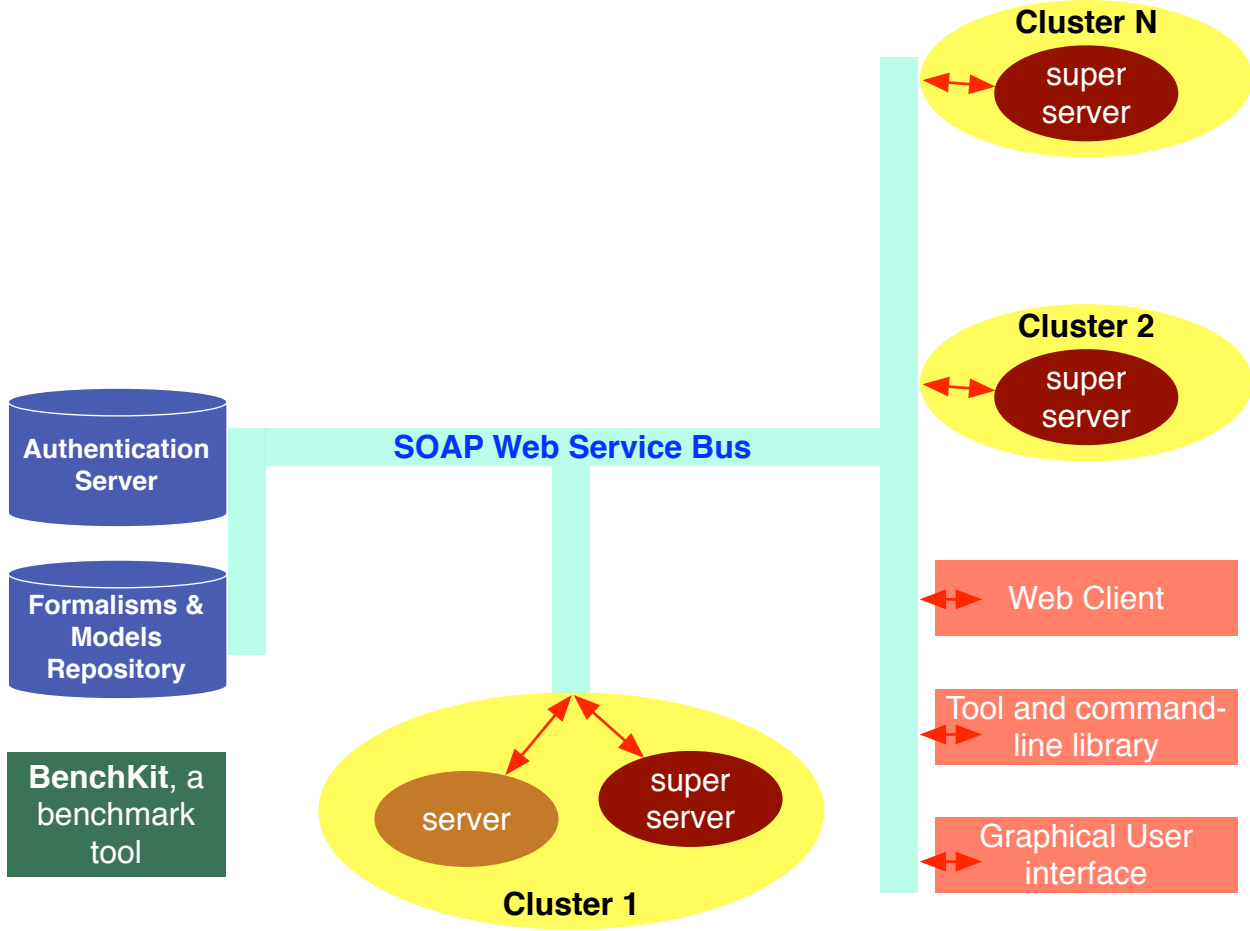 Cluster N
super
server
Cluster 2
super
server
Authentication
Server
SOAP Web Service Bus
Formalisms &
Models
Repository
Web Client
Tool and command-
line library
BenchKit, a
benchmark
tool
server
super
server
Graphical User
interface
Cluster 1